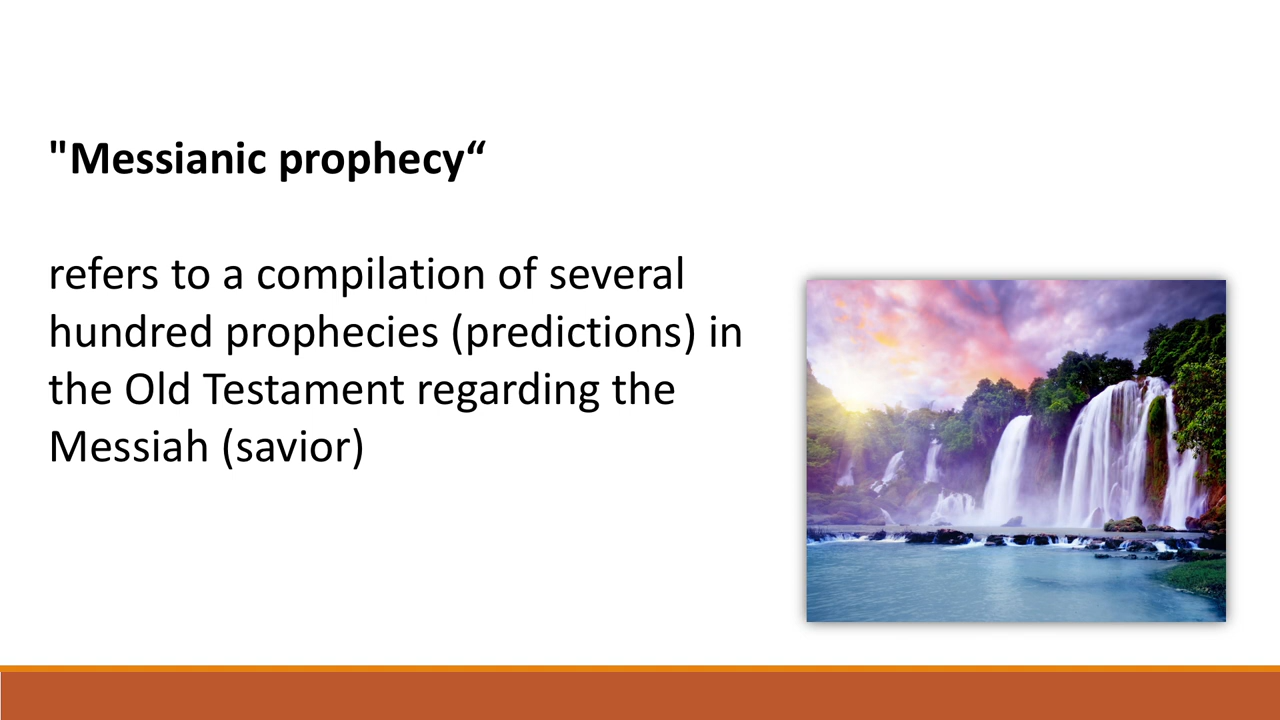 "Messianic prophecy“
refers to a compilation of several
hundred prophecies (predictions) in
the Old Testament regarding the
Messiah (savior)